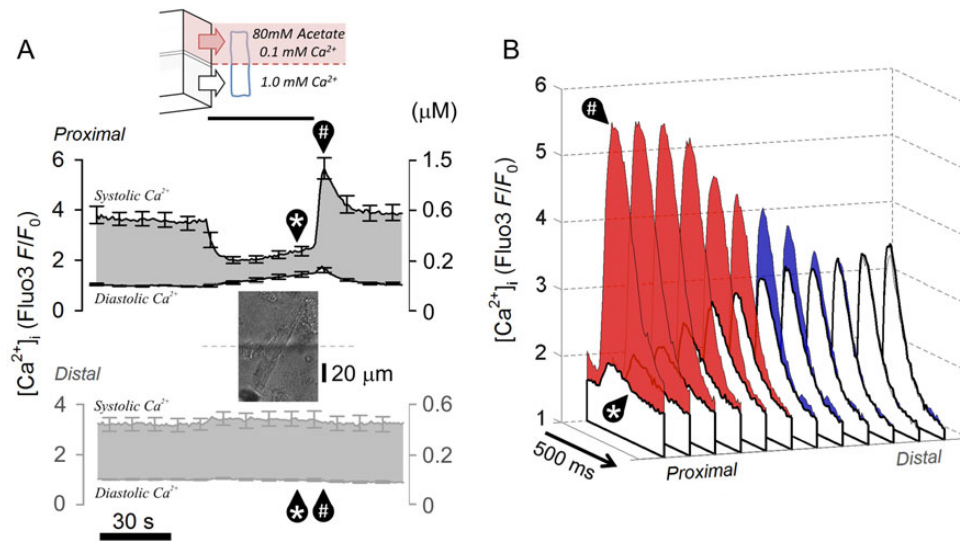 A
80mM Acetate
0.1 mM Ca²⁺
1.0 mM Ca²⁺
Proximal
(μM)
#
6
1.5
Systolic Ca²⁺
4
0.6
*
2
0.2
Diastolic Ca²⁺
0
0
[Ca²⁺]ᵢ (Fluo3 F/F₀)
20 μm
Distal
4
0.6
Systolic Ca²⁺
2
0.2
Diastolic Ca²⁺
0
0
* #
30 s
B
6
#
5
4
3
2
1
*
[Ca²⁺]ᵢ (Fluo3 F/F₀)
500 ms
Proximal
Distal